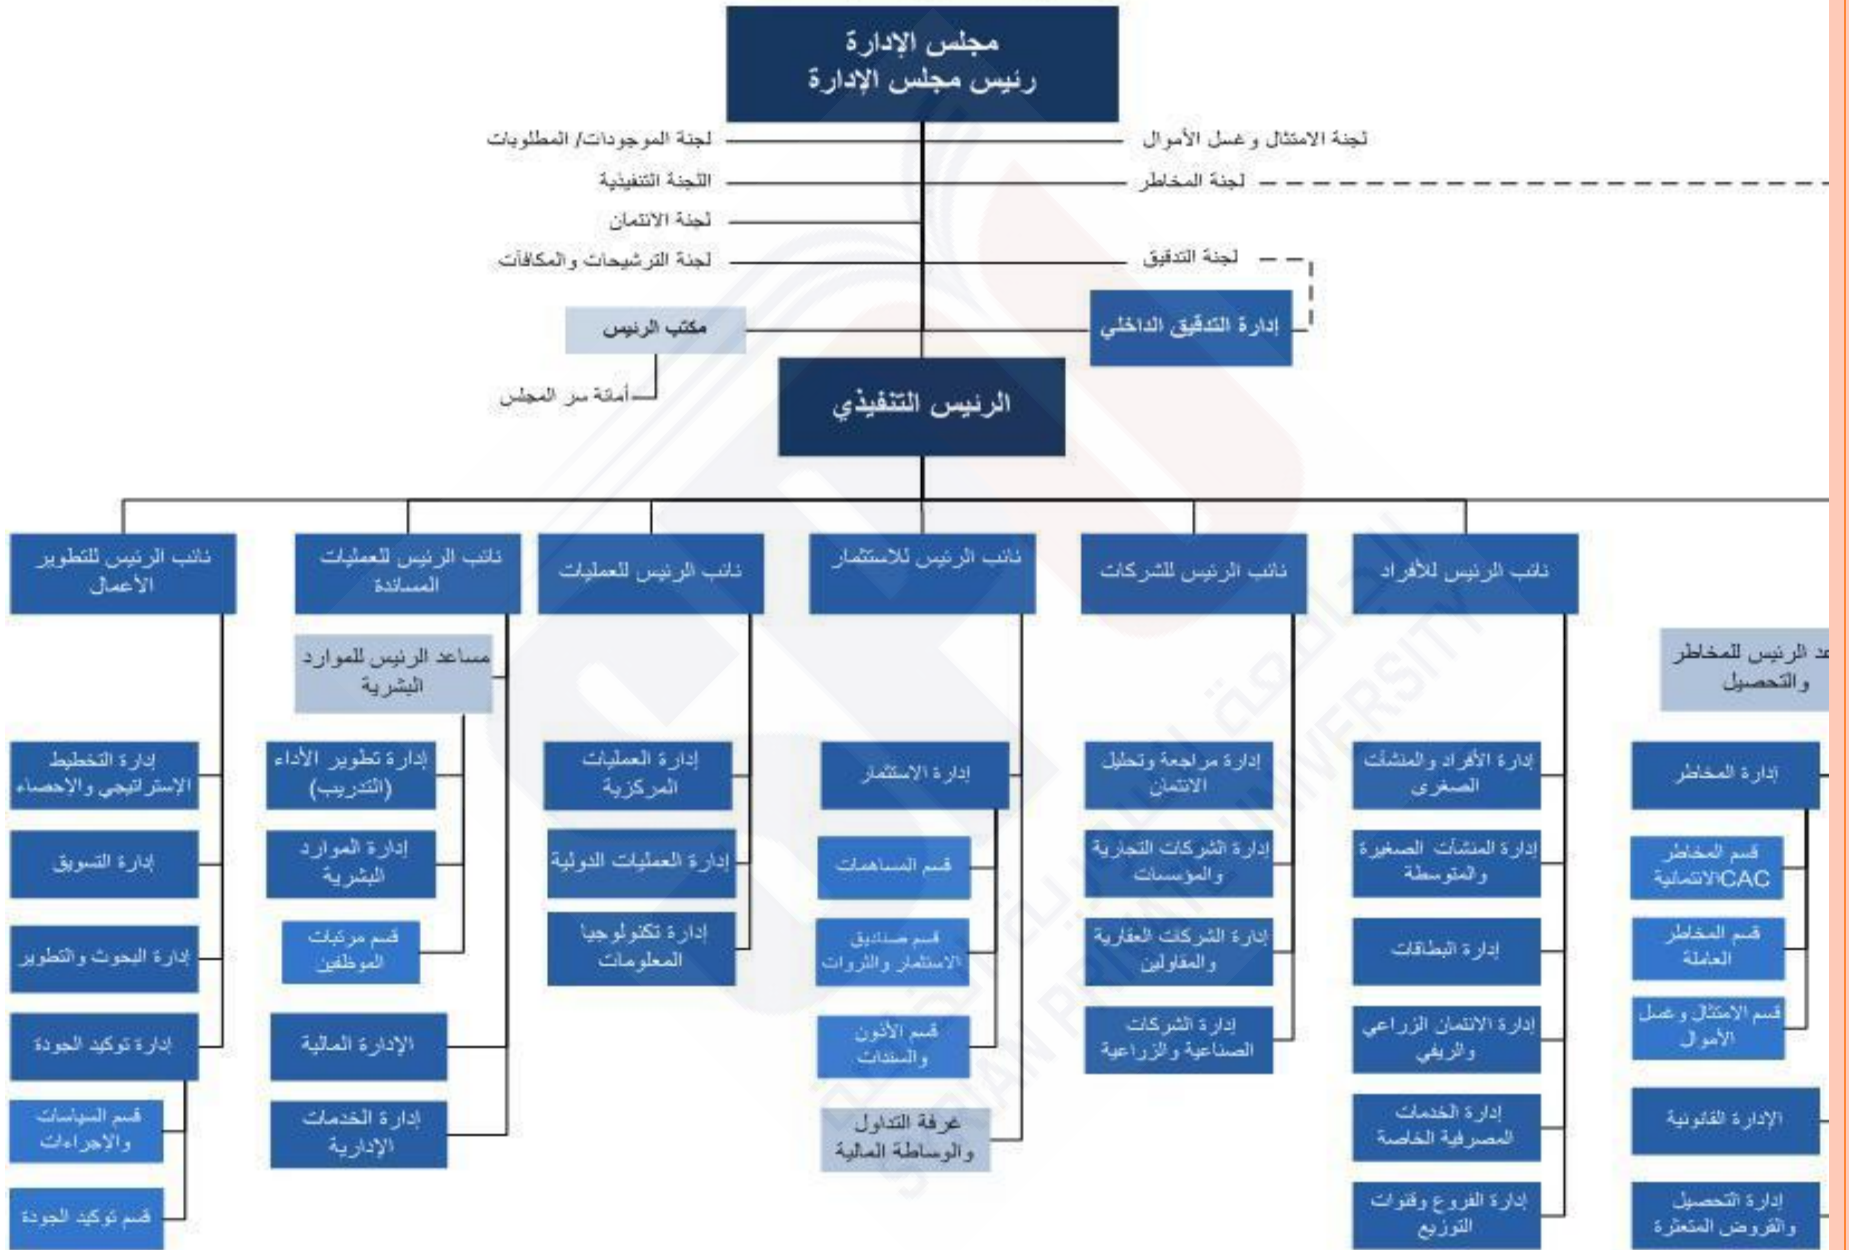 مجلس الإدارة
رئيس مجلس الإدارة
لجنة الامتثال وغسل الأموال
لجنة الموجودات/ المطلوبات
لجنة المخاطر
اللجنة التنفيذية
لجنة الائتمان
لجنة التدقيق
لجنة الترشيحات والمكافآت
إدارة التدقيق الداخلي
مكتب الرئيس
أمانة سر المجلس
الرئيس التنفيذي
نائب الرئيس للأفراد
نائب الرئيس للشركات
نائب الرئيس للاستثمار
نائب الرئيس للعمليات
نائب الرئيس للعمليات
المساندة
نائب الرئيس للتطوير
الأعمال
الرئيس للمخاطر
والتحصيل
إدارة المخاطر
قسم المخاطر
الائتمانيةCAC
قسم المخاطر
العاملة
قسم الامتثال وغسل
الأموال
الإدارة القانونية
إدارة التحصيل
والقروض المتعثرة
إدارة الأفراد والمنشآت
الصغرى
إدارة المنشآت الصغيرة
والمتوسطة
إدارة البطاقات
إدارة الائتمان الزراعي
والريفي
إدارة الخدمات
المصرفية الخاصة
إدارة الفروع وقنوات
التوزيع
إدارة مراجعة وتحليل
الائتمان
إدارة الشركات التجارية
والمؤسسات
إدارة الشركات العقارية
والمقاولين
إدارة الشركات
الصناعية والزراعية
إدارة الاستثمار
قسم المساهمات
قسم صناديق
الاستثمار والثروات
قسم الأذون
والسندات
غرفة التداول
والوساطة المالية
إدارة العمليات
المركزية
إدارة العمليات الدولية
إدارة تكنولوجيا
المعلومات
مساعد الرئيس للموارد
البشرية
إدارة تطوير الأداء
(التدريب)
إدارة الموارد
البشرية
قسم مرتبات
الموظفين
الإدارة المالية
إدارة الخدمات
الإدارية
إدارة التخطيط
الإستراتيجي والاحصاء
إدارة التسويق
إدارة البحوث والتطوير
إدارة توكيد الجودة
قسم السياسات
والإجراءات
قسم توكيد الجودة
الجامعة السورية الخاصة
SYRIAN PRIVATE UNIVERSITY